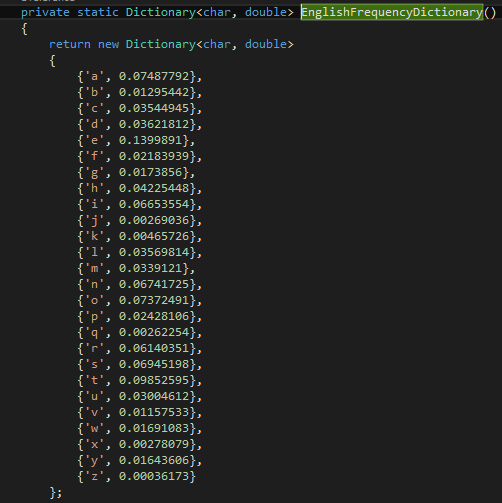 private static Dictionary<char, double> EnglishFrequencyDictionary()
{
return new Dictionary<char, double>
{
{'a', 0.07487792},
{'b', 0.01295442},
{'c', 0.03544945},
{'d', 0.03621812},
{'e', 0.1399891},
{'f', 0.02183939},
{'g', 0.0173856},
{'h', 0.04225448},
{'i', 0.06653554},
{'j', 0.00269036},
{'k', 0.00465726},
{'l', 0.03569814},
{'m', 0.0339121},
{'n', 0.06741725},
{'o', 0.07372491},
{'p', 0.02428106},
{'q', 0.00262254},
{'r', 0.06140351},
{'s', 0.06945198},
{'t', 0.09852595},
{'u', 0.03004612},
{'v', 0.01157533},
{'w', 0.01691083},
{'x', 0.00278079},
{'y', 0.01643606},
{'z', 0.00036173}
};